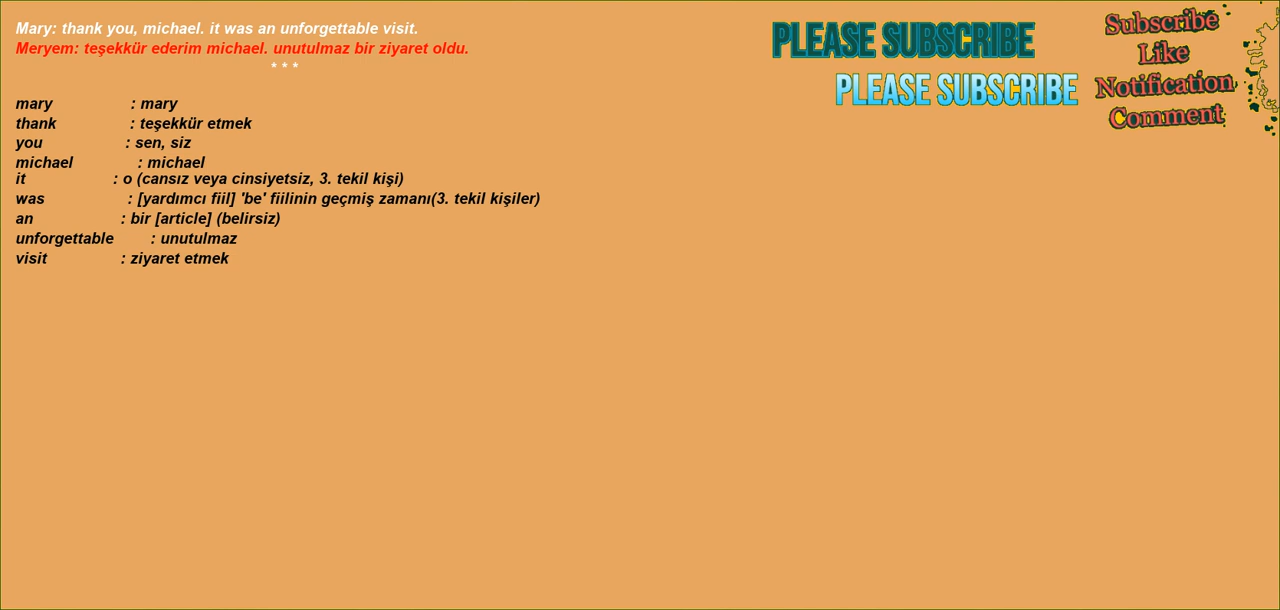 Mary: thank you, michael. it was an unforgettable visit.
Meryem: teşekkür ederim michael. unutulmaz bir ziyaret oldu.
* * *
mary : mary
thank : teşekkür etmek
you : sen, siz
michael : michael
it : o (cansız veya cinsiyetsiz, 3. tekil kişi)
was : [yardımcı fiil] 'be' fiilinin geçmiş zamanı(3. tekil kişiler)
an : bir [article] (belirsiz)
unforgettable : unutulmaz
visit : ziyaret etmek
PLEASE SUBSCRIBE
PLEASE SUBSCRIBE
Subscribe
Like
Notification
Comment